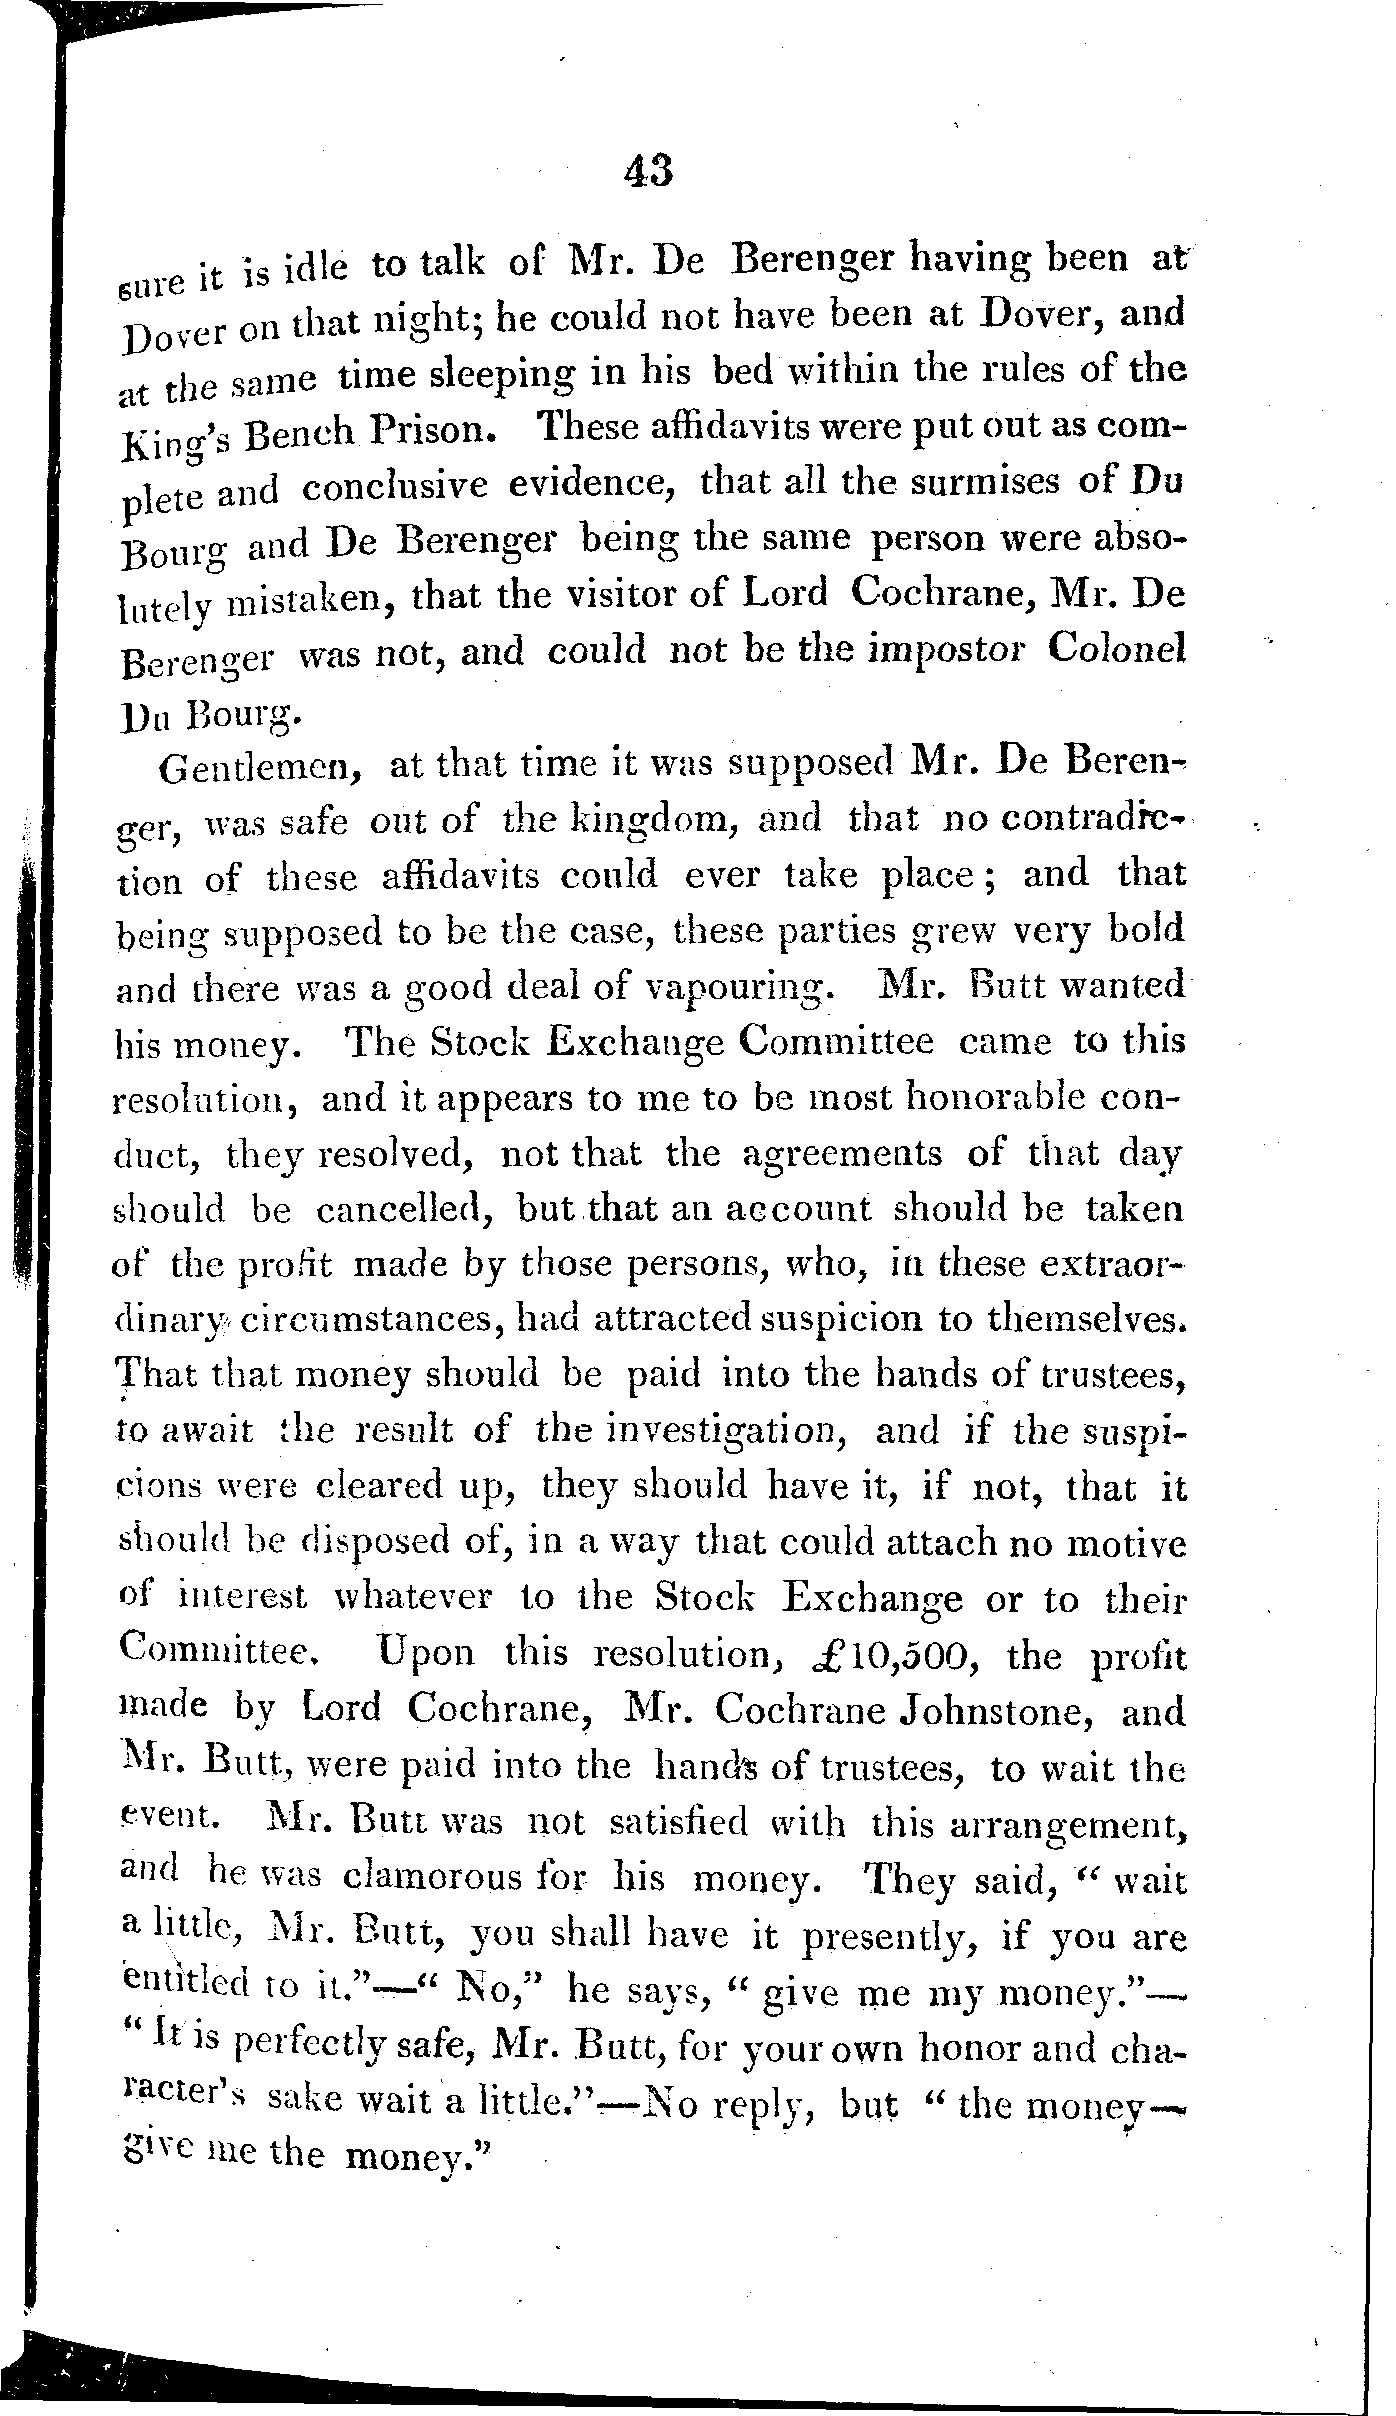 43
sure it is idle to talk of Mr. De Berenger having been at
Dover on that night; he could not have been at Dover, and
at the same time sleeping in his bed within the rules of the
King's Bench Prison. These affidavits were put out as com-
plete and conclusive evidence, that all the surmises of Du
Bourg and De Berenger being the same person were abso-
lutely mistaken, that the visitor of Lord Cochrane, Mr. De
Berenger was not, and could not be the impostor Colonel
Du Bourg.
Gentlemen, at that time it was supposed Mr. De Beren-
ger, was safe out of the kingdom, and that no contradic-
tion of these affidavits could ever take place; and that
being supposed to be the case, these parties grew very bold
and there was a good deal of vapouring. Mr. Butt wanted
his money. The Stock Exchange Committee came to this
resolution, and it appears to me to be most honorable con-
duct, they resolved, not that the agreements of that day
should be cancelled, but that an account should be taken
of the profit made by those persons, who, in these extraor-
dinary circumstances, had attracted suspicion to themselves.
That that money should be paid into the hands of trustees,
to await the result of the investigation, and if the suspi-
cions were cleared up, they should have it, if not, that it
should be disposed of, in a way that could attach no motive
of interest whatever to the Stock Exchange or to their
Committee. Upon this resolution, £10,500, the profit
made by Lord Cochrane, Mr. Cochrane Johnstone, and
Mr. Butt, were paid into the hands of trustees, to wait the
event. Mr. Butt was not satisfied with this arrangement,
and he was clamorous for his money. They said, "wait
a little, Mr. Butt, you shall have it presently, if you are
entitled to it."—"No," he says, "give me my money."—
"It is perfectly safe, Mr. Butt, for your own honor and cha-
racter's sake wait a little."—No reply, but "the money—
give me the money."